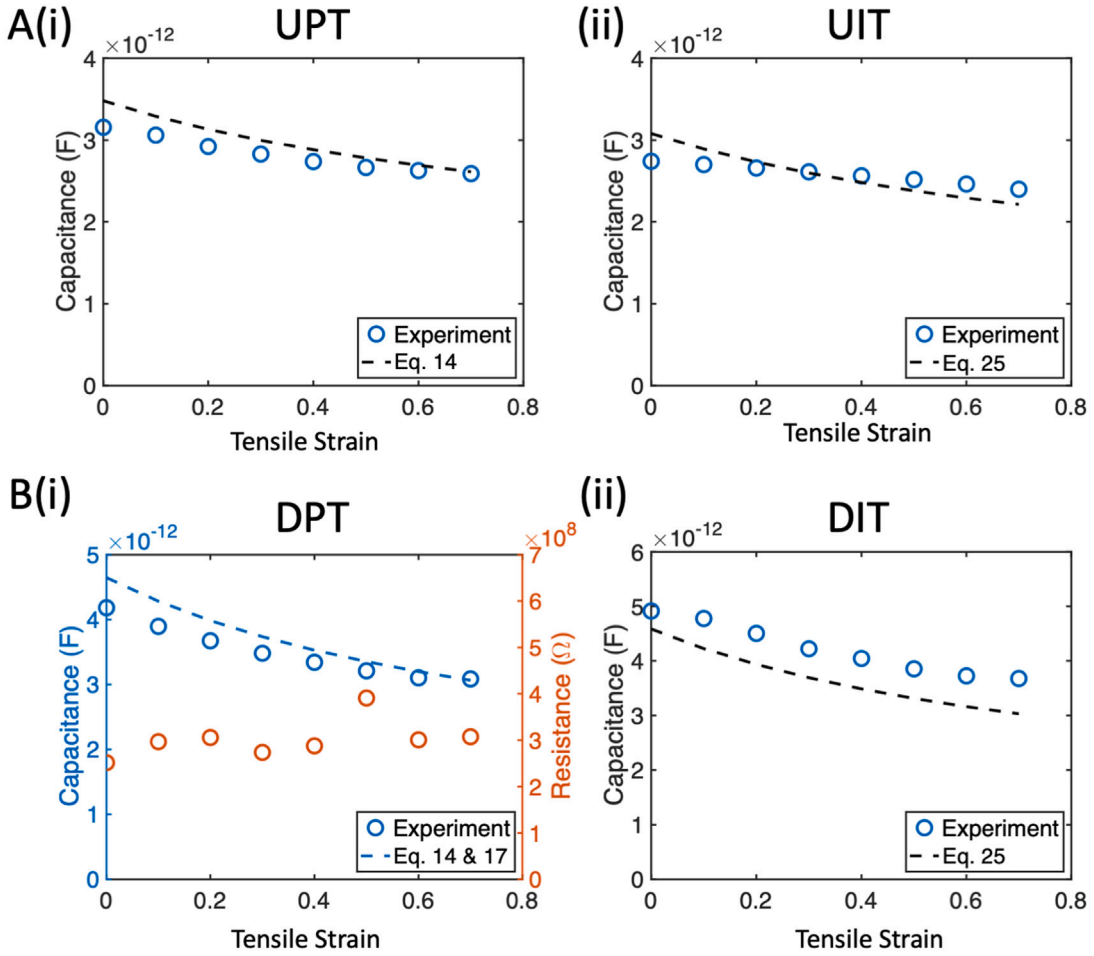 A(i)
UPT
×10⁻¹²
4
3
2
1
0
Capacitance (F)
0
0.2
0.4
0.6
0.8
Tensile Strain
Experiment
Eq. 14
(ii)
UIT
×10⁻¹²
4
3
2
1
0
Capacitance (F)
0
0.2
0.4
0.6
0.8
Tensile Strain
Experiment
Eq. 25
B(i)
DPT
×10⁻¹²
5
4
3
2
1
0
Capacitance (F)
×10⁸
7
6
5
4
3
2
1
0
Resistance (Ω)
0
0.2
0.4
0.6
0.8
Tensile Strain
Experiment
Eq. 14 & 17
(ii)
DIT
×10⁻¹²
6
5
4
3
2
1
0
Capacitance (F)
0
0.2
0.4
0.6
0.8
Tensile Strain
Experiment
Eq. 25